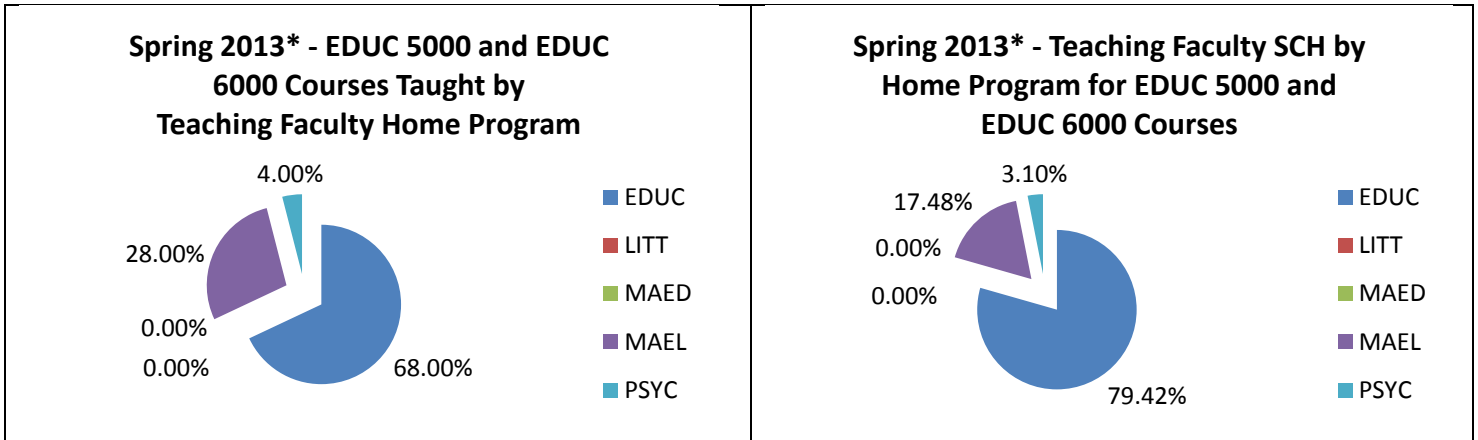 Spring 2013* - EDUC 5000 and EDUC
6000 Courses Taught by
Teaching Faculty Home Program
4.00%
28.00%
0.00%
0.00%
68.00%
EDUC
LITT
MAED
MAEL
PSYC
Spring 2013* - Teaching Faculty SCH by
Home Program for EDUC 5000 and
EDUC 6000 Courses
3.10%
17.48%
0.00%
0.00%
79.42%
EDUC
LITT
MAED
MAEL
PSYC